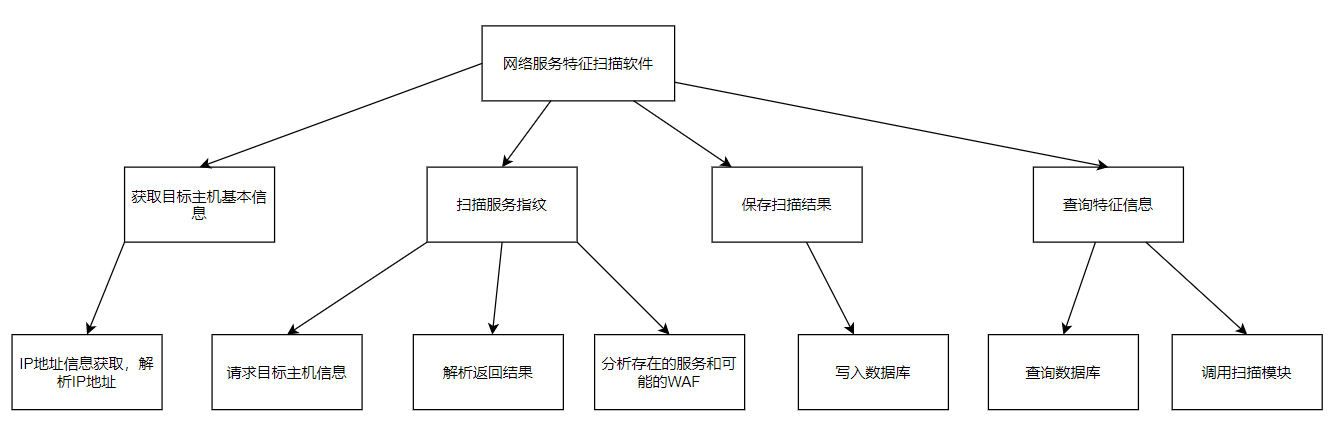 网络服务特征扫描软件
获取目标主机基本信
息
扫描服务指纹
保存扫描结果
查询特征信息
IP地址信息获取，解
析IP地址
请求目标主机信息
解析返回结果
分析存在的服务和可
能的WAF
写入数据库
查询数据库
调用扫描模块